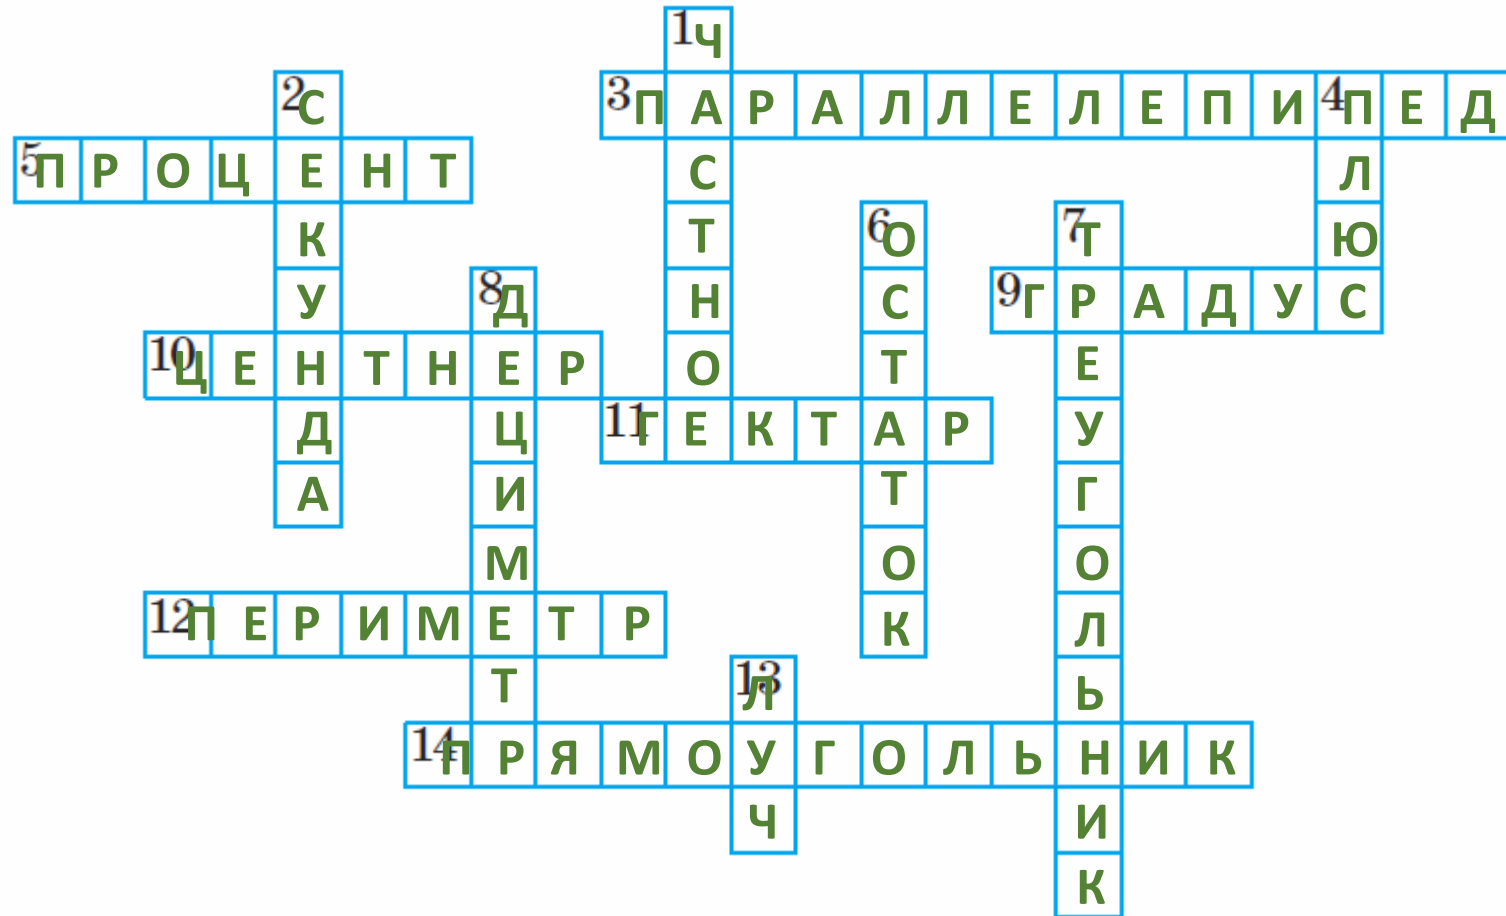 1Ч
2С 3ПАРАЛЛЕЛЕПИ4ПЕД
5ПРОЦЕНТ С Л
К Т 6О 7Т Ю
У 8Д Н С 9ГРАДУС
10ЦЕНТНЕР О Т Е
Д Ц 11ГЕКТАР У
А И Т Г
М О О
12ПЕРИМЕТР К Л
Т 13Л Ь
14ПРЯМОУГОЛЬНИК
Ч И
К